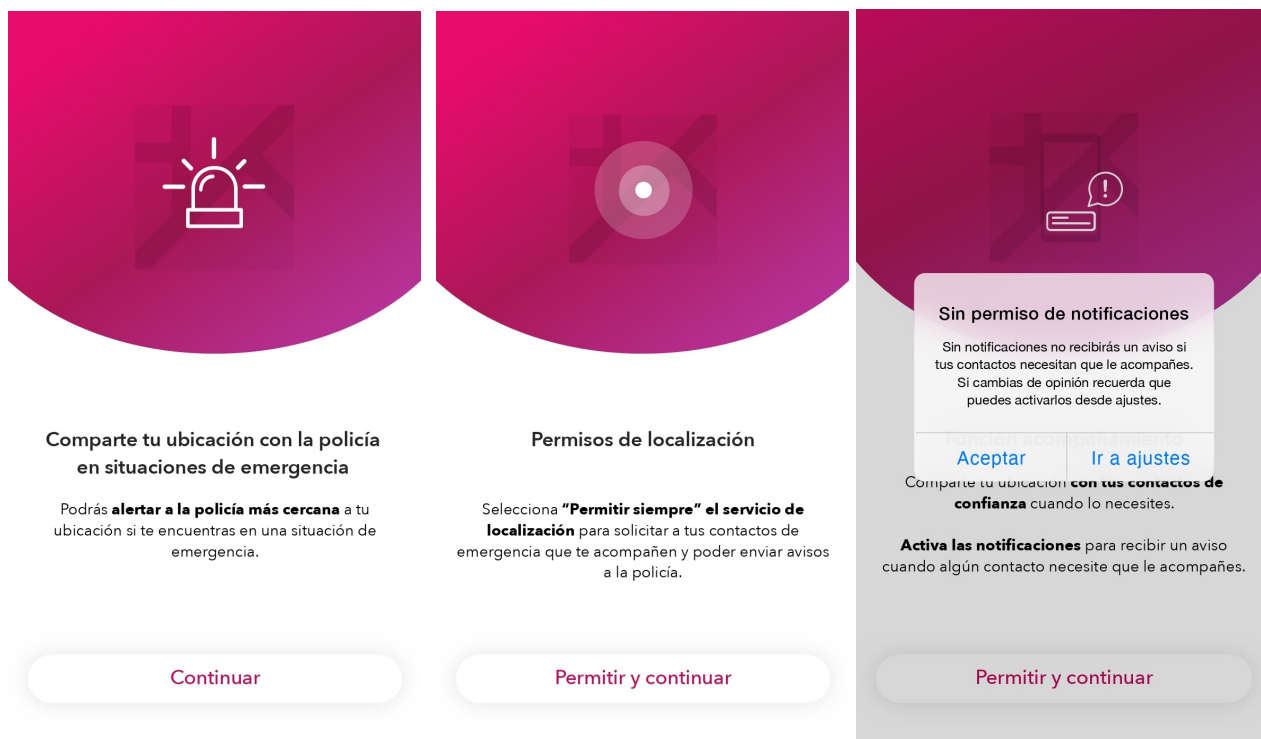 Comparte tu ubicación con la policía
en situaciones de emergencia
Podrás alertar a la policía más cercana a tu
ubicación si te encuentras en una situación de
emergencia.
Continuar
Permisos de localización
Selecciona “Permitir siempre” el servicio de
localización para solicitar a tus contactos de
emergencia que te acompañen y poder enviar avisos
a la policía.
Permitir y continuar
!
Sin permiso de notificaciones
Sin notificaciones no recibirás un aviso si
tus contactos necesitan que le acompañes.
Si cambias de opinión recuerda que
puedes activarlos desde ajustes.
Función acompañamiento
Aceptar
Ir a ajustes
Comparte tu ubicación con tus contactos de
confianza cuando lo necesites.
Activa las notificaciones para recibir un aviso
cuando algún contacto necesite que le acompañes.
Permitir y continuar